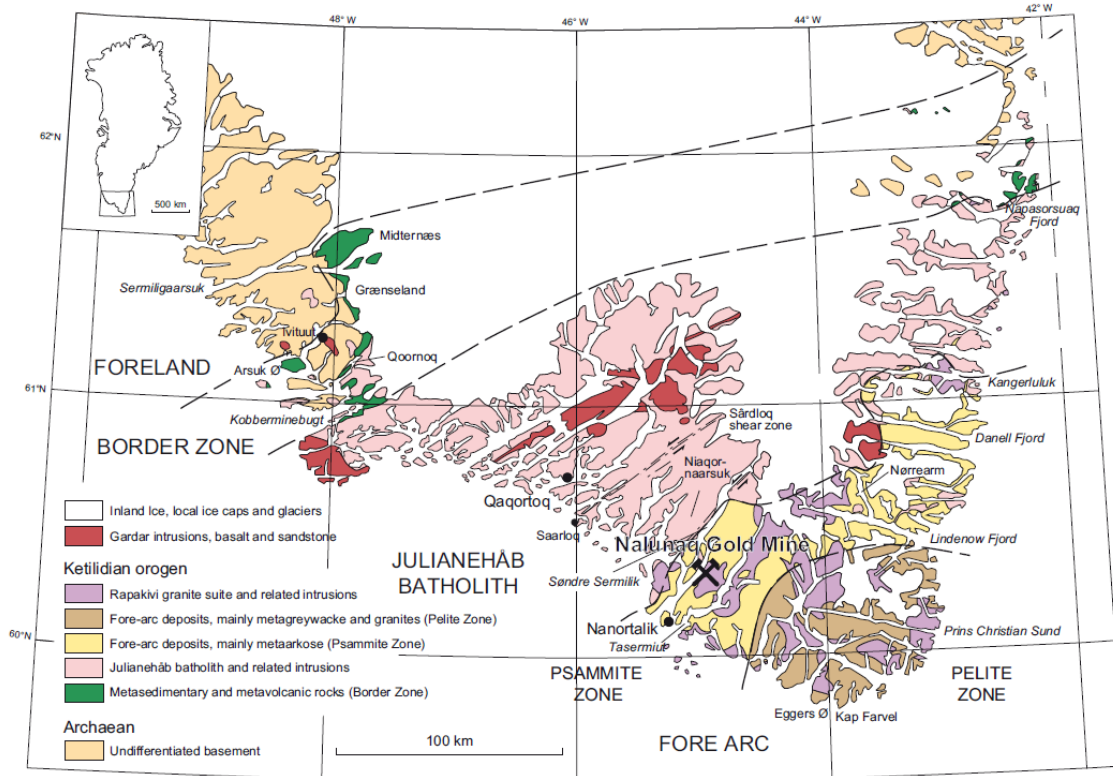 48° W
46° W
44° W
42° W
62°N
500 km
Midternæs
Napasorsuaq
Fjord
Sermiligaarsuk
Grænseland
Ivituut
FORELAND
Qoornoq
Arsuk Ø
61°N
Kangerluluk
Kobberminebugt
Sârdloq
shear zone
BORDER ZONE
Danell Fjord
Niaqor-
naarsuk
Nørrearm
Qaqortoq
Inland Ice, local ice caps and glaciers
Saarloq
Gardar intrusions, basalt and sandstone
Lindenow Fjord
Nalunaq Gold Mine
JULIANEHÅB
BATHOLITH
Ketilidian orogen
Søndre Sermilik
Rapakivi granite suite and related intrusions
Fore-arc deposits, mainly metagreywacke and granites (Pelite Zone)
Nanortalik
Prins Christian Sund
60°N
Fore-arc deposits, mainly metaarkose (Psammite Zone)
Tasermiut
Julianehåb batholith and related intrusions
PSAMMITE
ZONE
PELITE
ZONE
Metasedimentary and metavolcanic rocks (Border Zone)
Eggers Ø
Kap Farvel
Archaean
Undifferentiated basement
100 km
FORE ARC